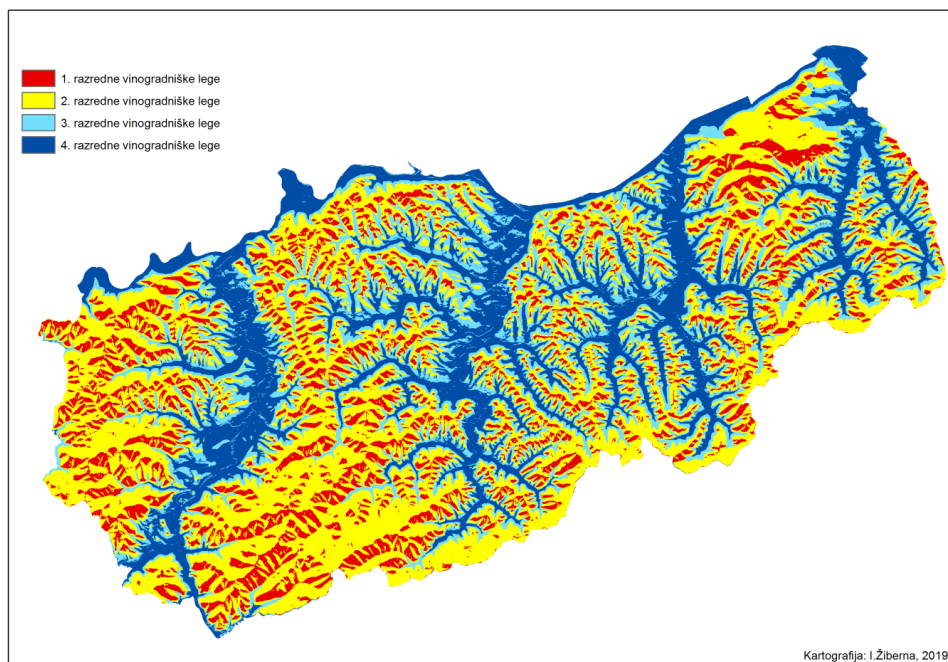 1. razredne vinogradniške lege
2. razredne vinogradniške lege
3. razredne vinogradniške lege
4. razredne vinogradniške lege
Kartografija: I.Žiberna, 2019